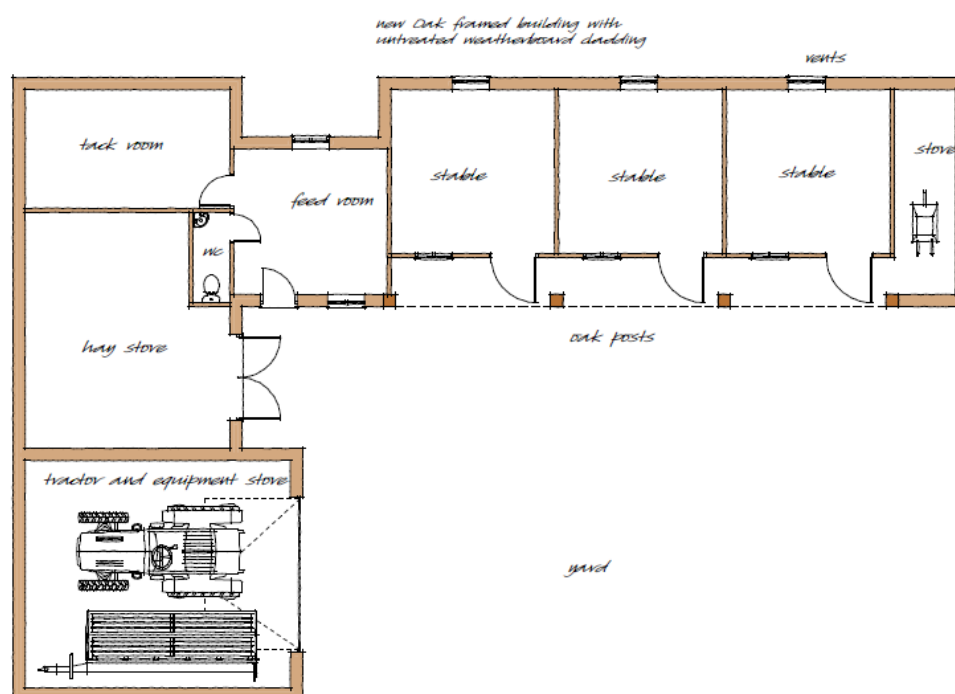 new Oak framed building with
untreated weatherboard cladding
vents
tack room
stable
stable
stable
store
feed room
wc
hay store
oak posts
tractor and equipment store
yard